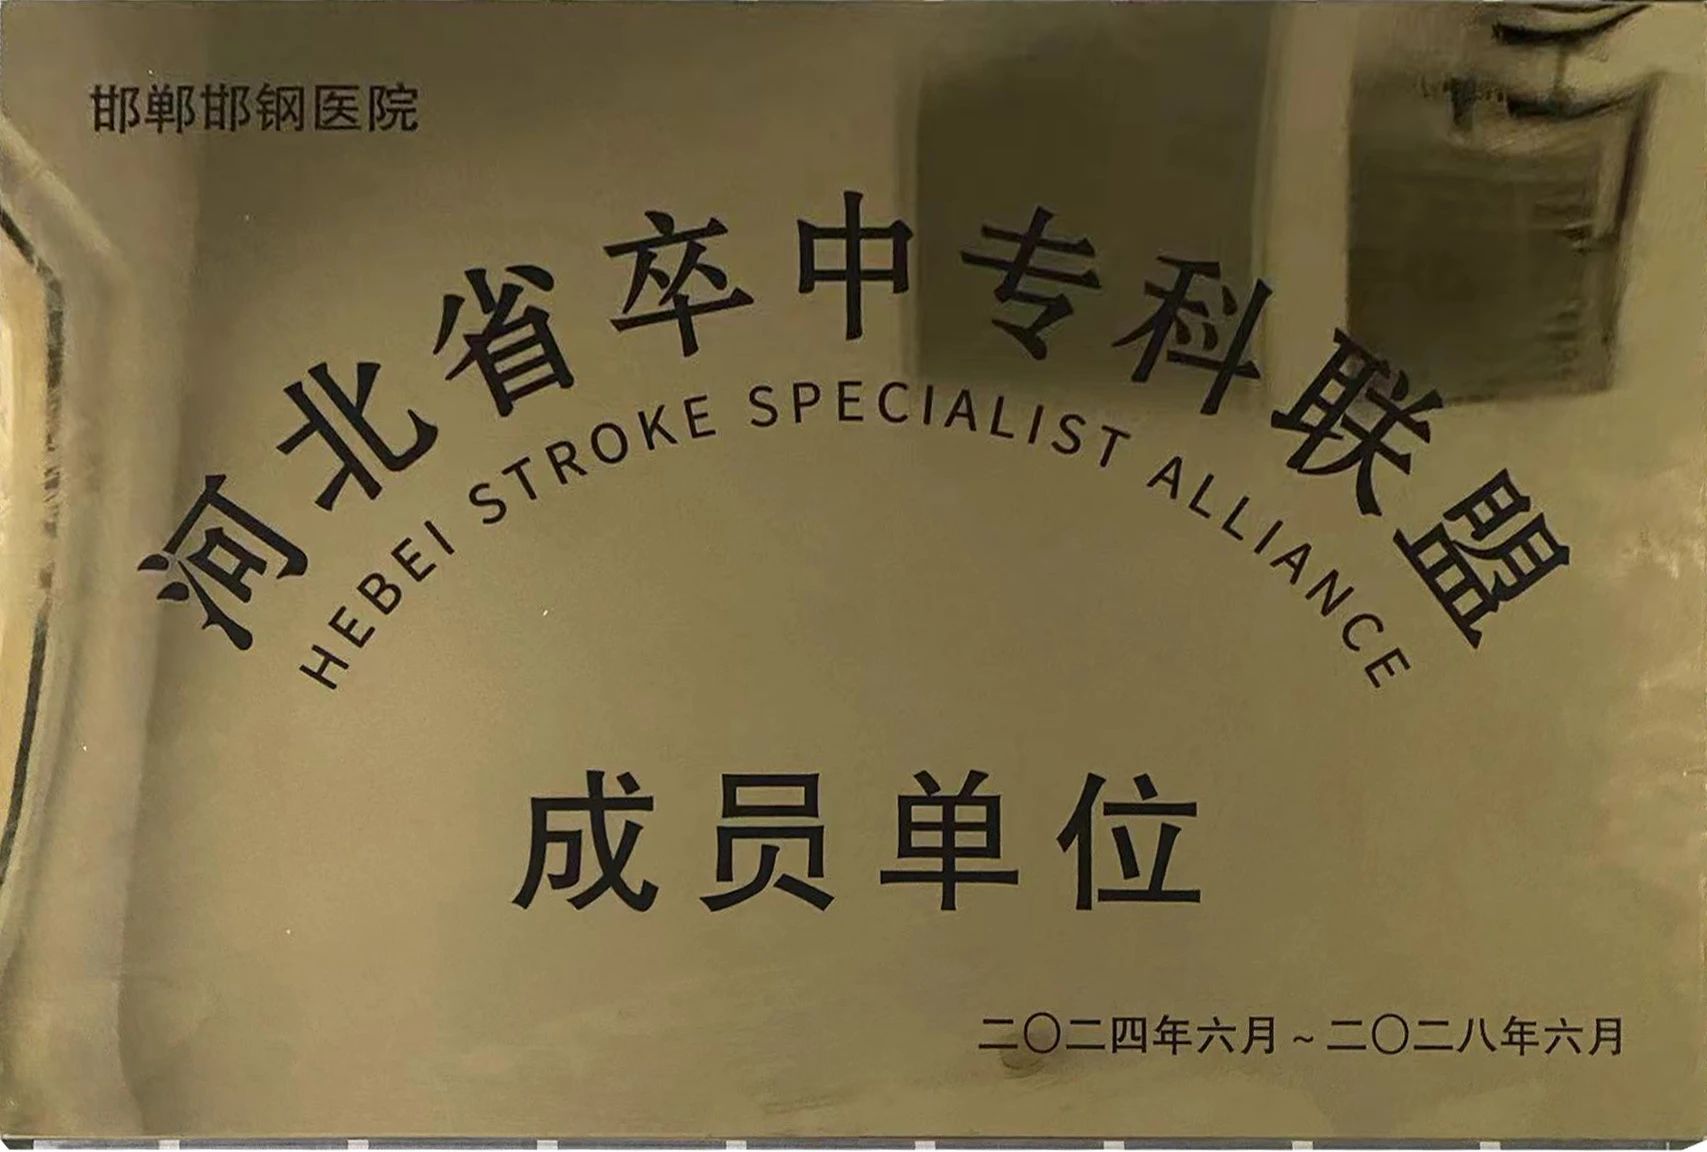 邯郸邯钢医院
河北省卒中专科联盟
HEBEI STROKE SPECIALIST ALLIANCE
成员单位
二〇二四年六月~二〇二八年六月